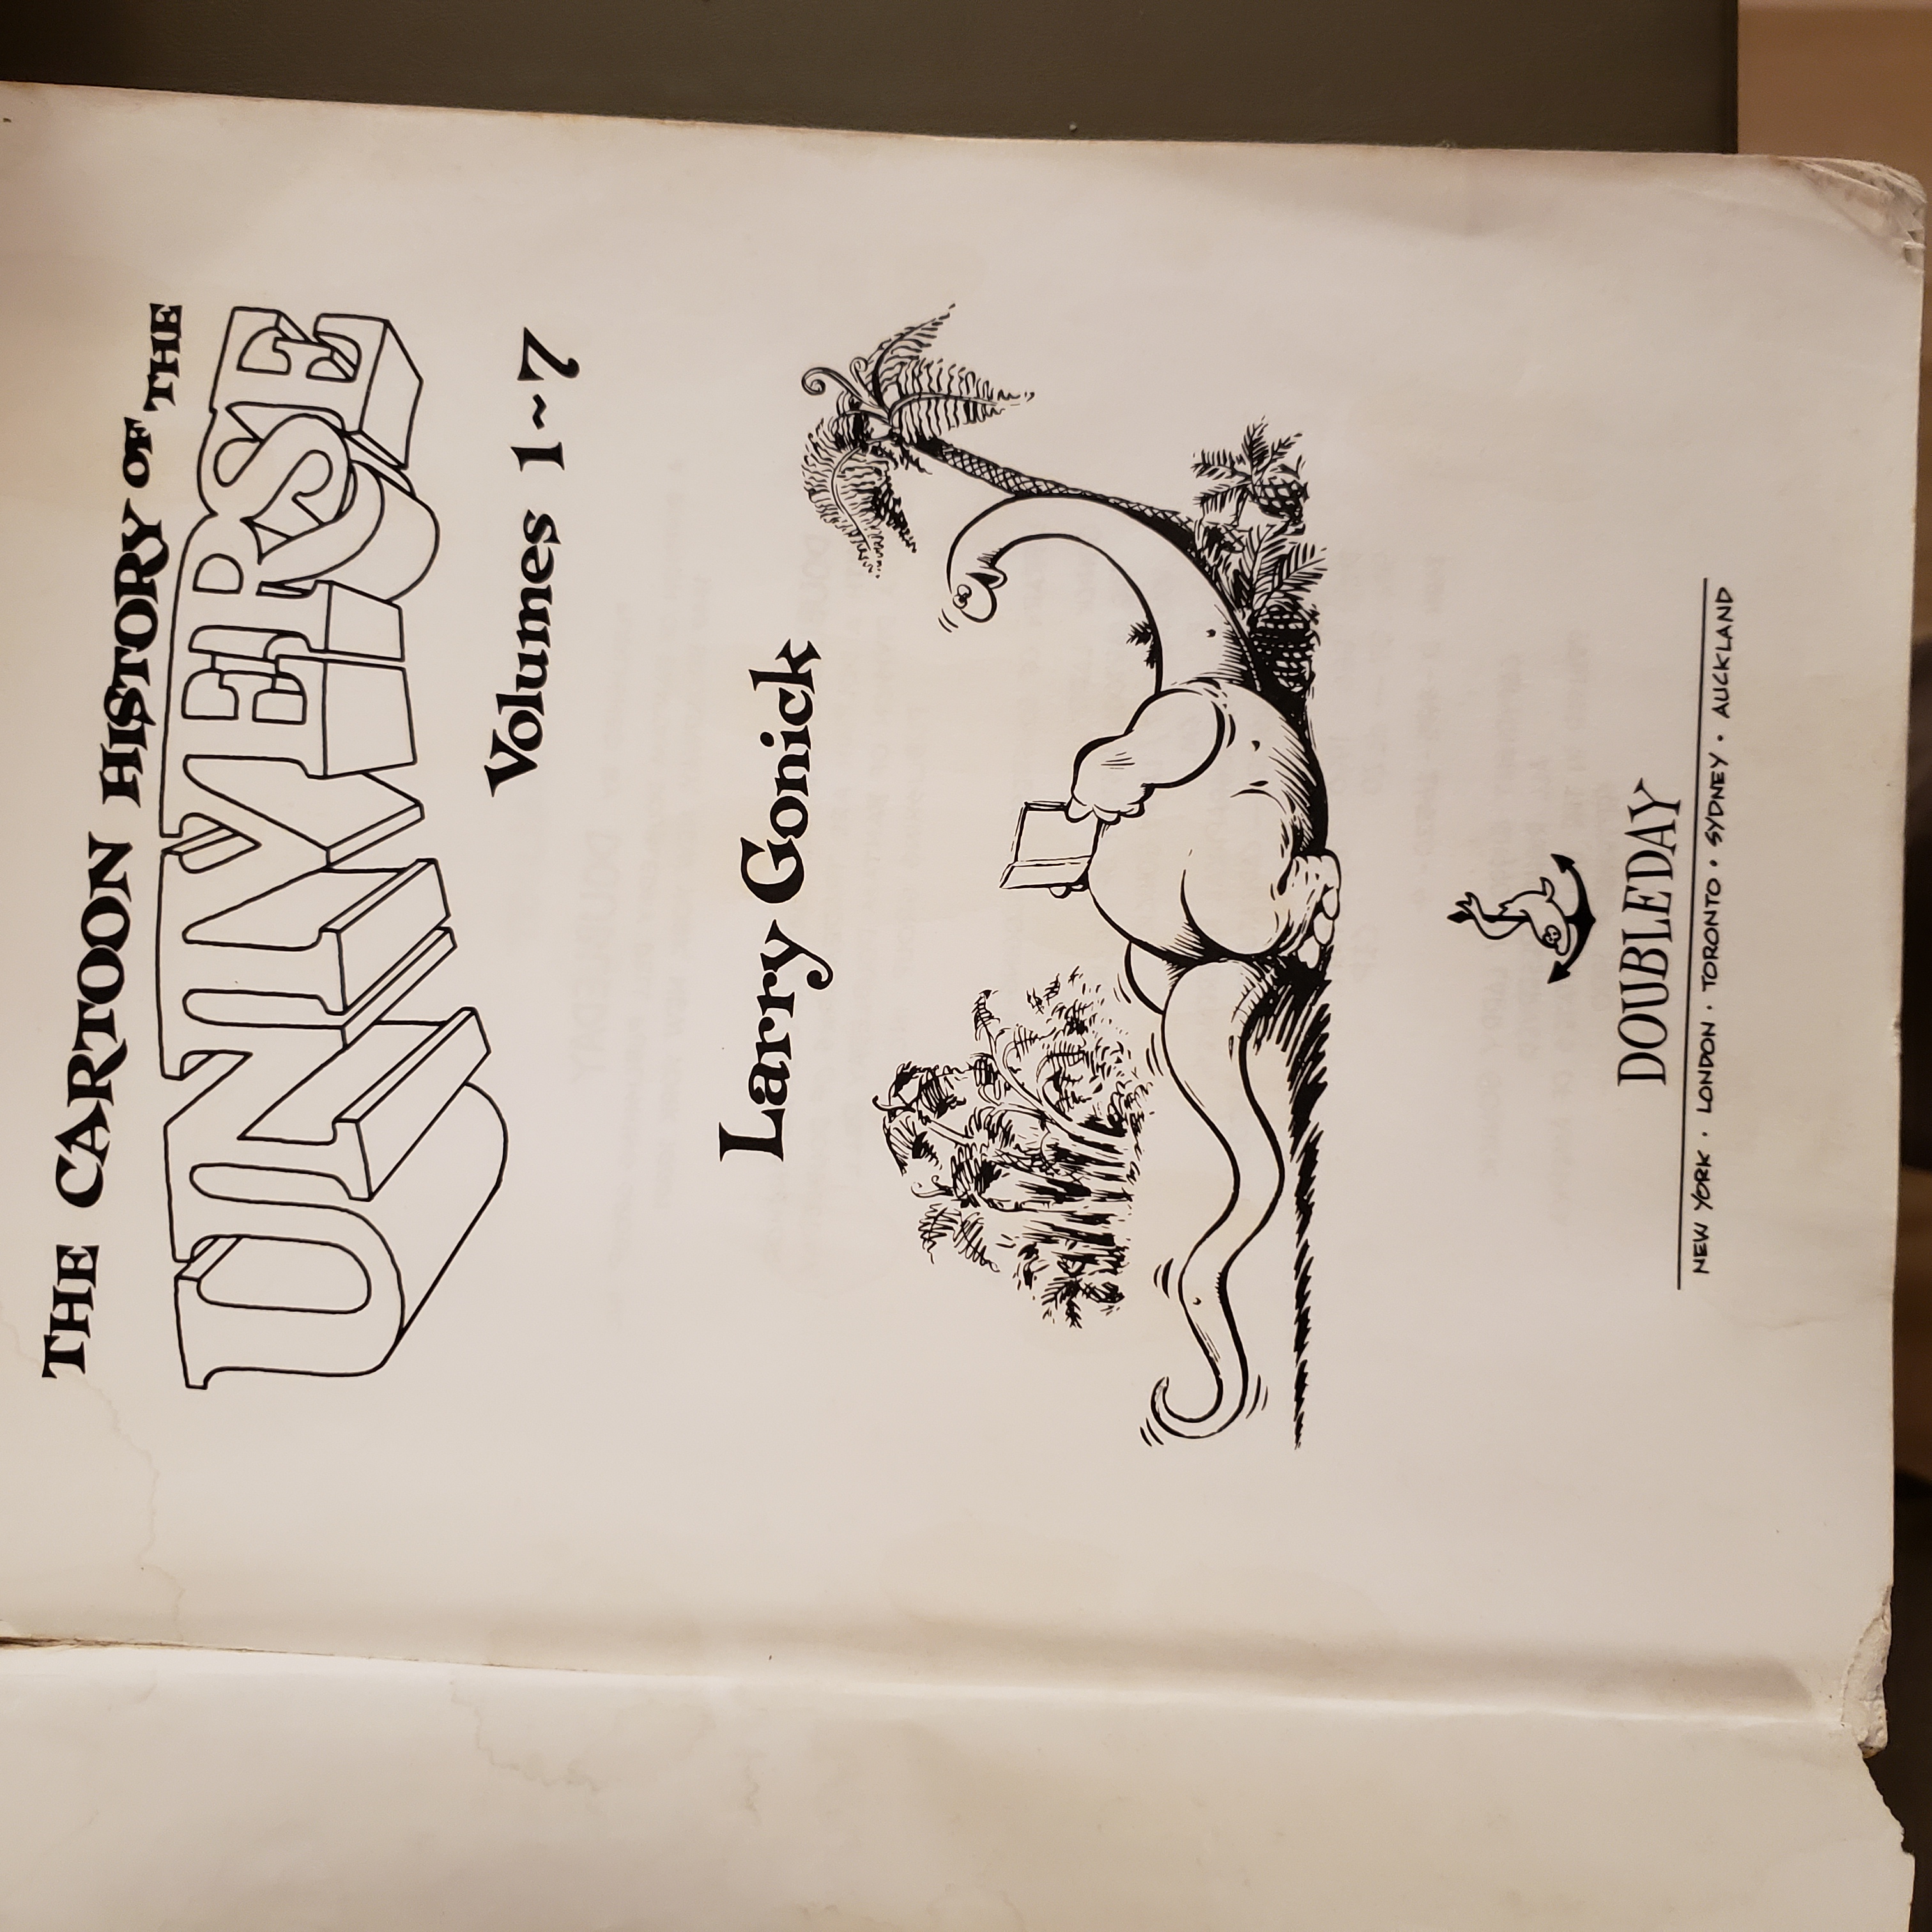 THE CARTOON HISTORY OF THE
UNIVERSE
Volumes 1~7
Larry Gonick
DOUBLEDAY
NEW YORK · LONDON · TORONTO · SYDNEY · AUCKLAND